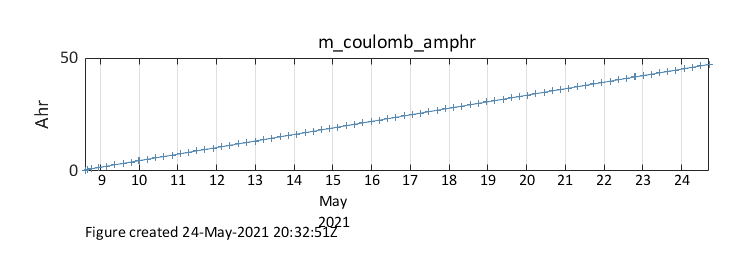 m_coulomb_amphr
50
Ahr
0
9 10 11 12 13 14 15 16 17 18 19 20 21 22 23 24
May
2021
Figure created 24-May-2021 20:32:51Z